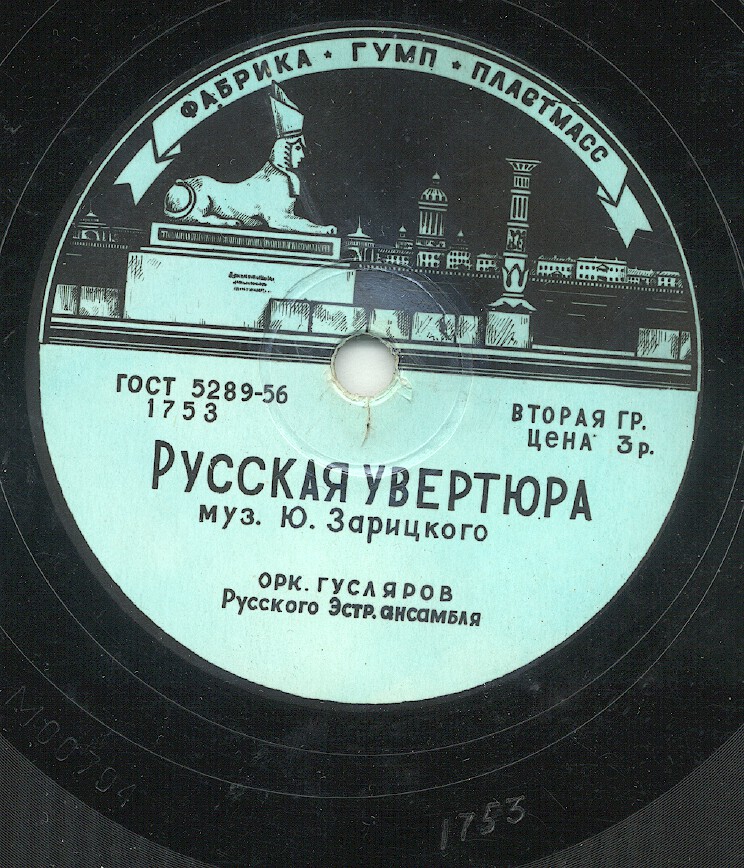 ФАБРИКА * ГУМП * ПЛАСТМАСС
ГОСТ 5289-56
1753
ВТОРАЯ ГР.
ЦЕНА 3р.
РУССКАЯ УВЕРТЮРА
муз. Ю. Зарицкого
ОРК. ГУСЛЯРОВ
Русского Эстр. ансамбля
М00794
1753